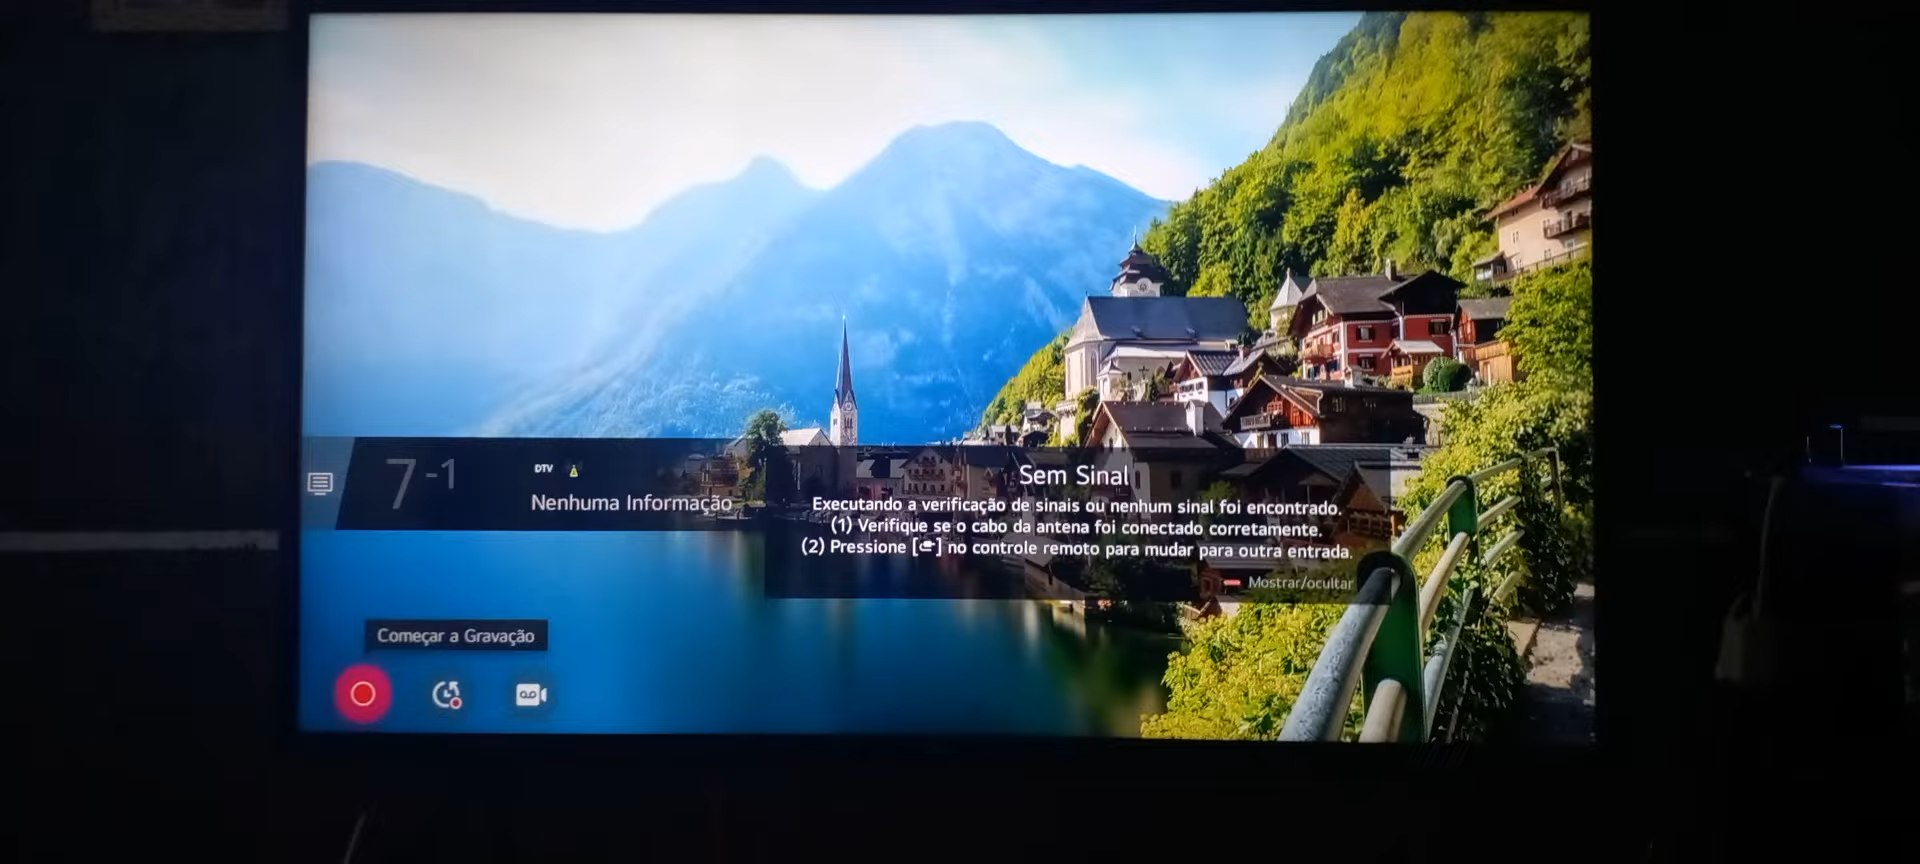 7-1
DTV
Nenhuma Informação
Sem Sinal
Executando a verificação de sinais ou nenhum sinal foi encontrado.
(1) Verifique se o cabo da antena foi conectado corretamente.
(2) Pressione [ ] no controle remoto para mudar para outra entrada.
Mostrar/ocultar
Começar a Gravação